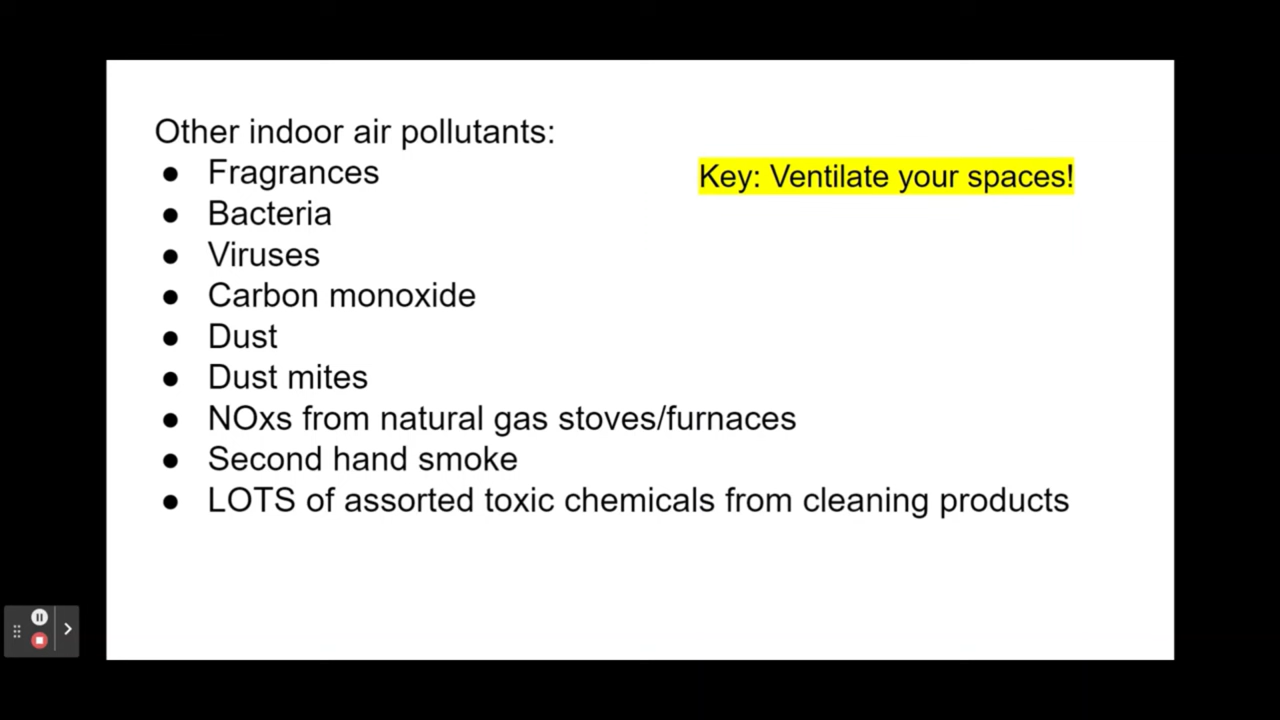 Other indoor air pollutants:
● Fragrances
Key: Ventilate your spaces!
● Bacteria
● Viruses
● Carbon monoxide
● Dust
● Dust mites
● NOxs from natural gas stoves/furnaces
● Second hand smoke
● LOTS of assorted toxic chemicals from cleaning products